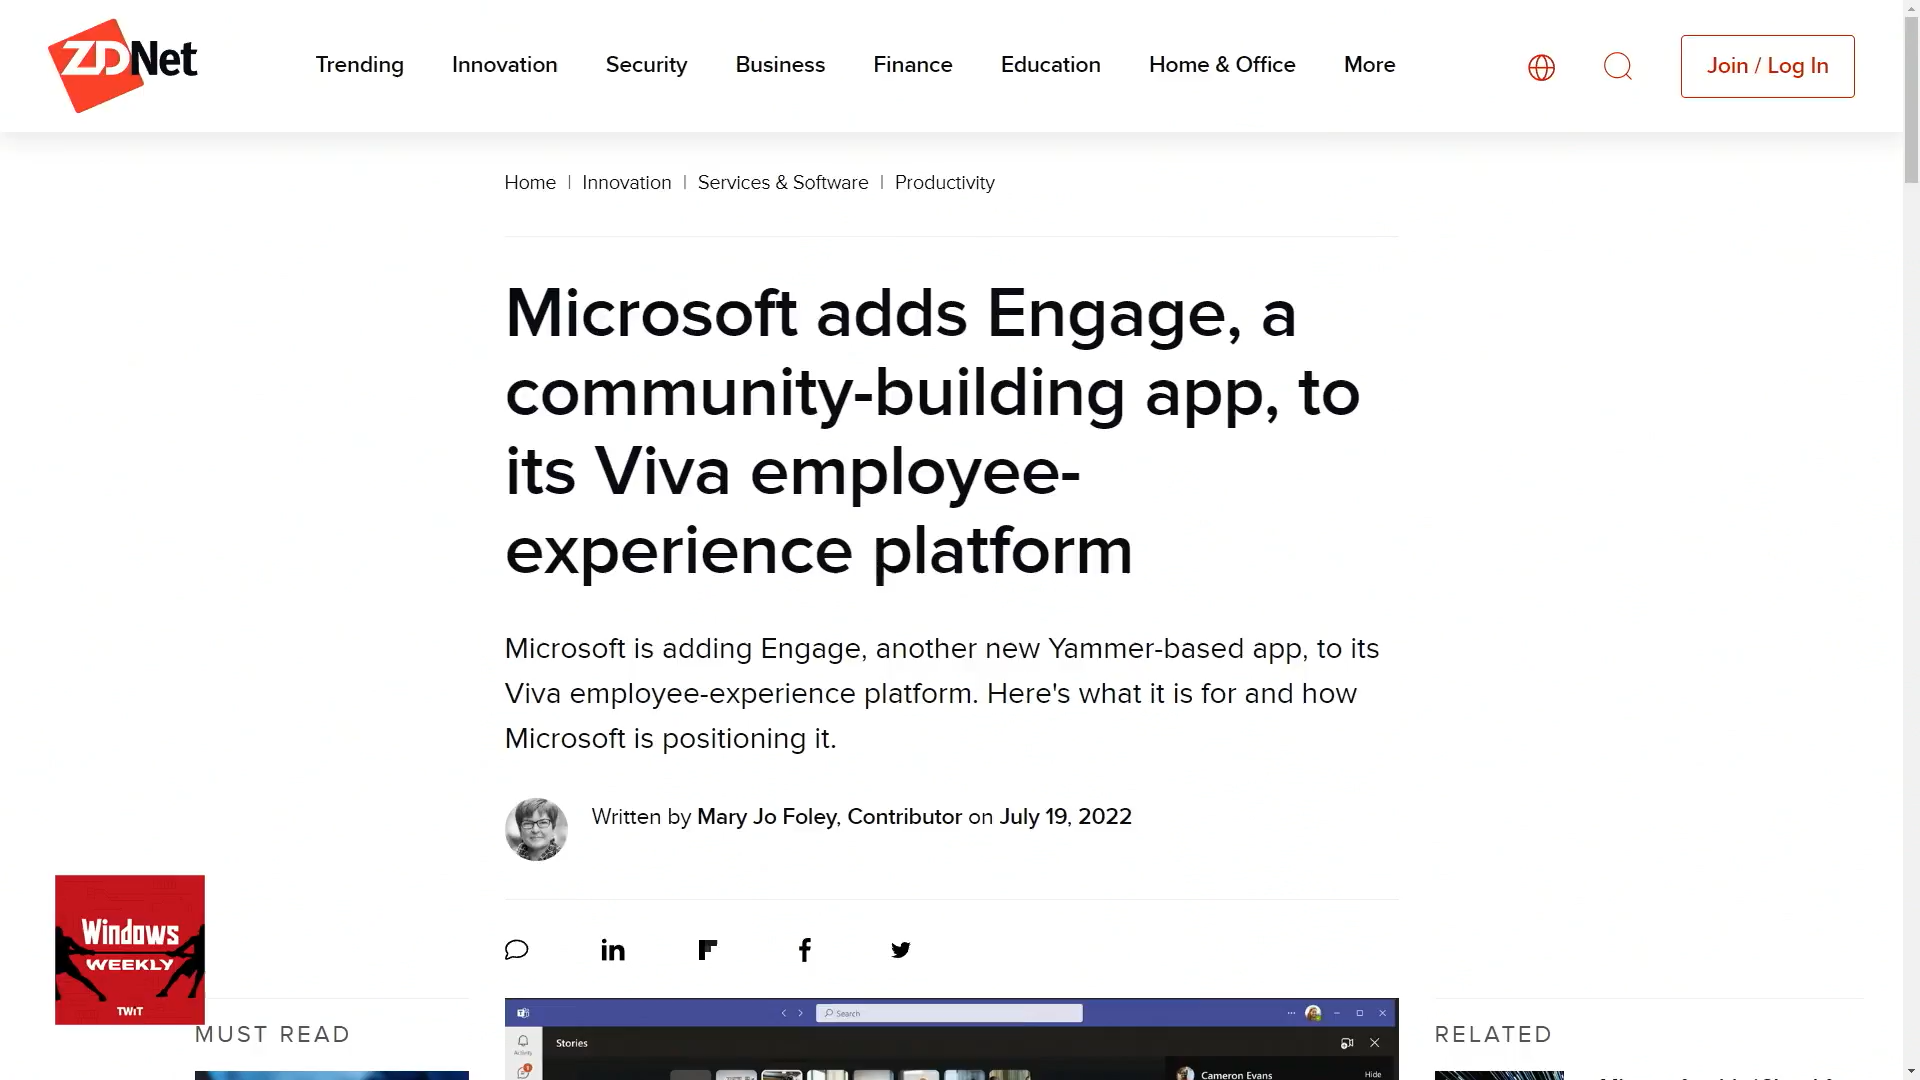 ZDNet
Trending Innovation Security Business Finance Education Home & Office More Join / Log In
Home | Innovation | Services & Software | Productivity
Microsoft adds Engage, a
community-building app, to
its Viva employee-
experience platform
Microsoft is adding Engage, another new Yammer-based app, to its
Viva employee-experience platform. Here's what it is for and how
Microsoft is positioning it.
Written by Mary Jo Foley, Contributor on July 19, 2022
Windows
WEEKLY
TWiT
MUST READ
Search
Activity
Stories
Cameron Evans
Hide
RELATED